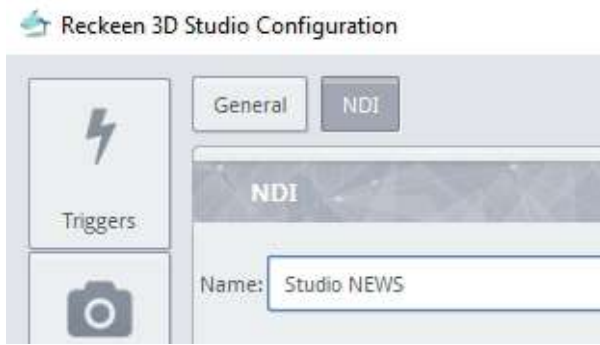 Reckeen 3D Studio Configuration
General NDI
NDI
Triggers
Name: Studio NEWS